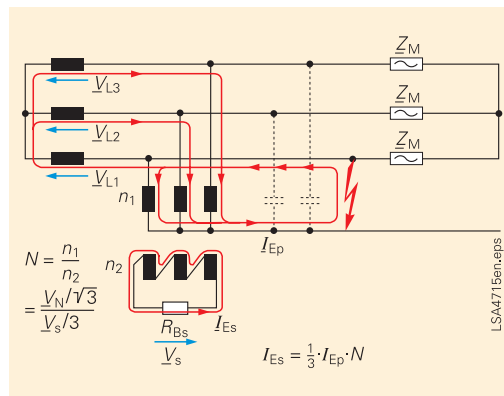 V_L3
Z_M
V_L2
Z_M
V_L1
Z_M
n_1
I_Ep
N = n_1 / n_2
= V_N/√3 / V_s/3
n_2
R_Bs
I_Es
V_s
I_Es = 1/3 · I_Ep · N
LSA4715en.eps